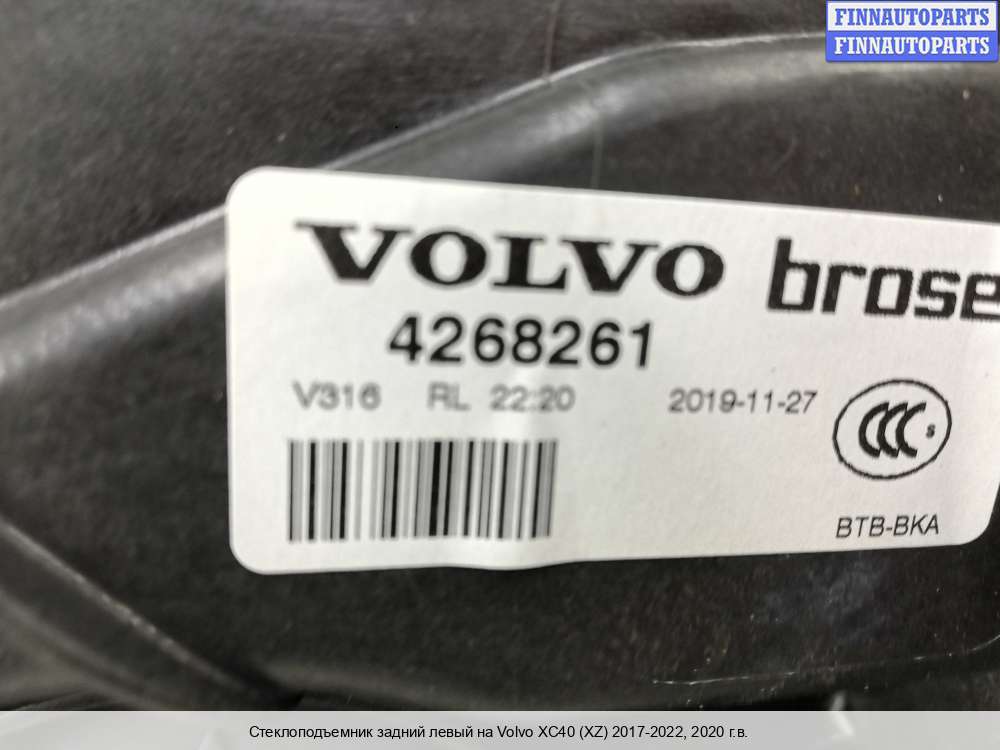 FINNAUTOPARTS
FINNAUTOPARTS
VOLVO brose
4268261
V316 RL 22:20 2019-11-27
CCC S
BTB-BKA
Стеклоподъемник задний левый на Volvo XC40 (XZ) 2017-2022, 2020 г.в.